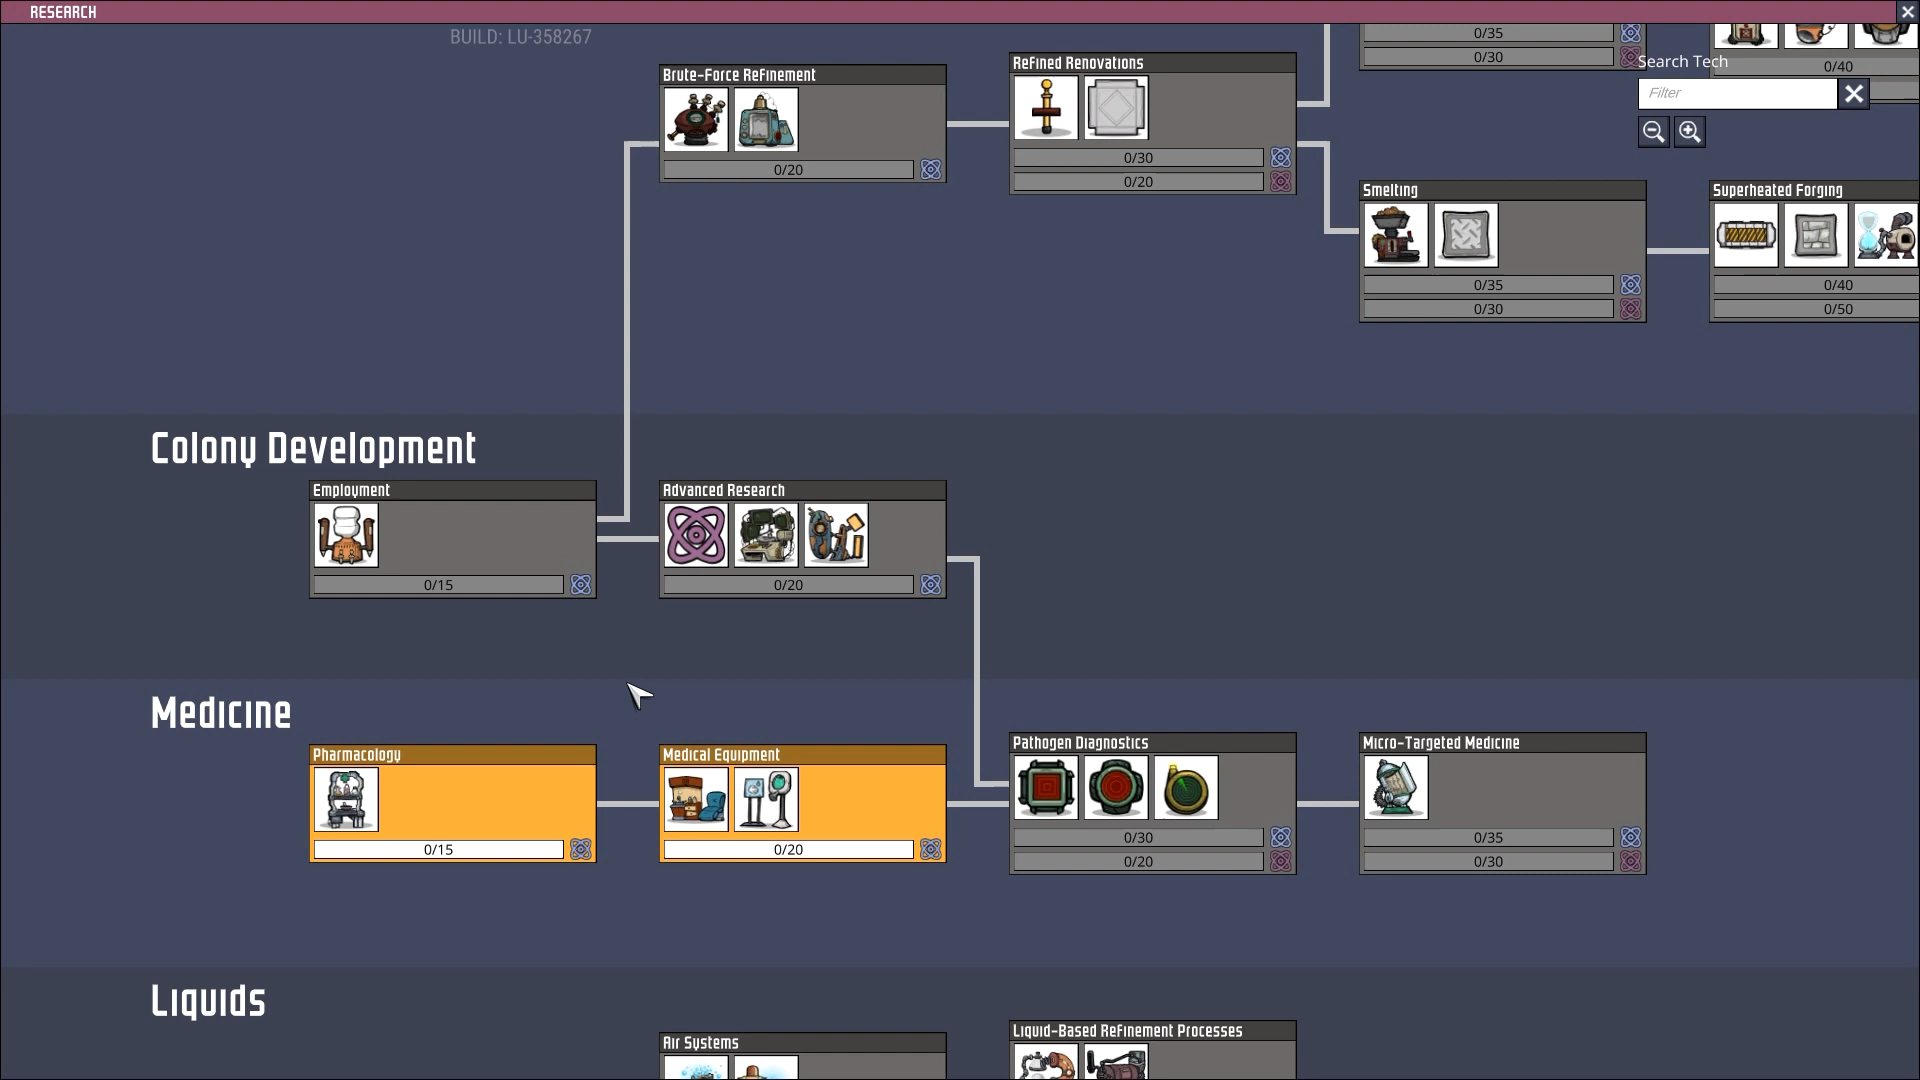 RESEARCH
BUILD: LU-358267
0/35
0/30
Search Tech
Filter
0/40
Brute-Force Refinement
0/20
Refined Renovations
0/30
0/20
Smelting
0/35
0/30
Superheated Forging
0/40
0/50
Colony Development
Employment
0/15
Advanced Research
0/20
Medicine
Pharmacology
0/15
Medical Equipment
0/20
Pathogen Diagnostics
0/30
0/20
Micro-Targeted Medicine
0/35
0/30
Liquids
Air Systems
Liquid-Based Refinement Processes